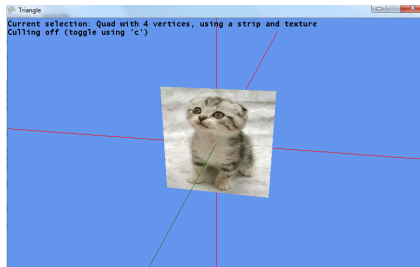 Triangle
Current selection: Quad with 4 vertices, using a strip and texture
Culling off (toggle using 'c')